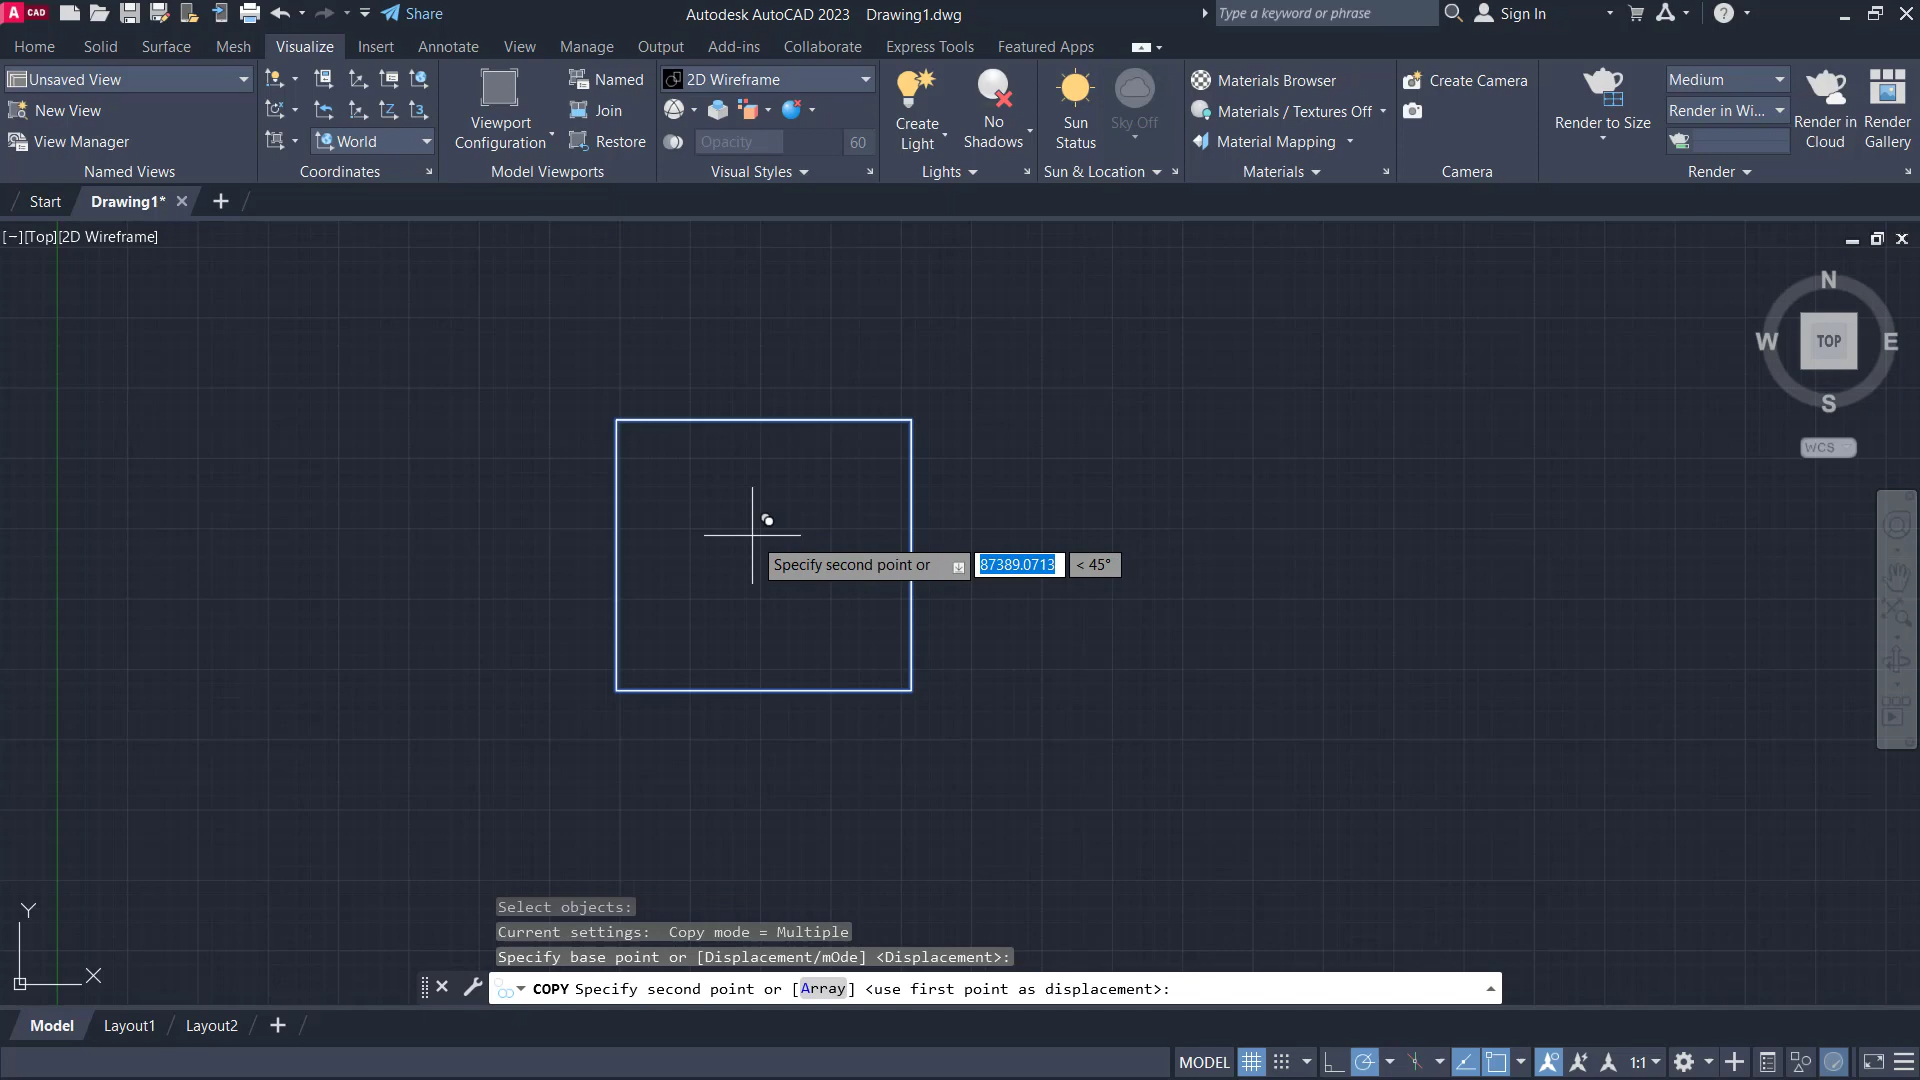 A CAD
Share
Autodesk AutoCAD 2023 Drawing1.dwg
Type a keyword or phrase
Sign In
Home Solid Surface Mesh Visualize Insert Annotate View Manage Output Add-ins Collaborate Express Tools Featured Apps
Unsaved View
New View
View Manager
Named Views
World
Coordinates
Viewport
Configuration
Named
Join
Restore
Model Viewports
2D Wireframe
Opacity 60
Visual Styles
Create
Light
No
Shadows
Lights
Sun
Status
Sky Off
Sun & Location
Materials Browser
Materials / Textures Off
Material Mapping
Materials
Create Camera
Camera
Render to Size
Medium
Render in Wi...
Render in
Cloud
Render
Gallery
Render
Start
Drawing1*
[−][Top][2D Wireframe]
N
W
TOP
E
S
WCS
Specify second point or
87389.0713
< 45°
Y
X
Select objects:
Current settings:  Copy mode = Multiple
Specify base point or [Displacement/mOde] <Displacement>:
COPY Specify second point or [Array] <use first point as displacement>:
Model Layout1 Layout2
MODEL
1:1